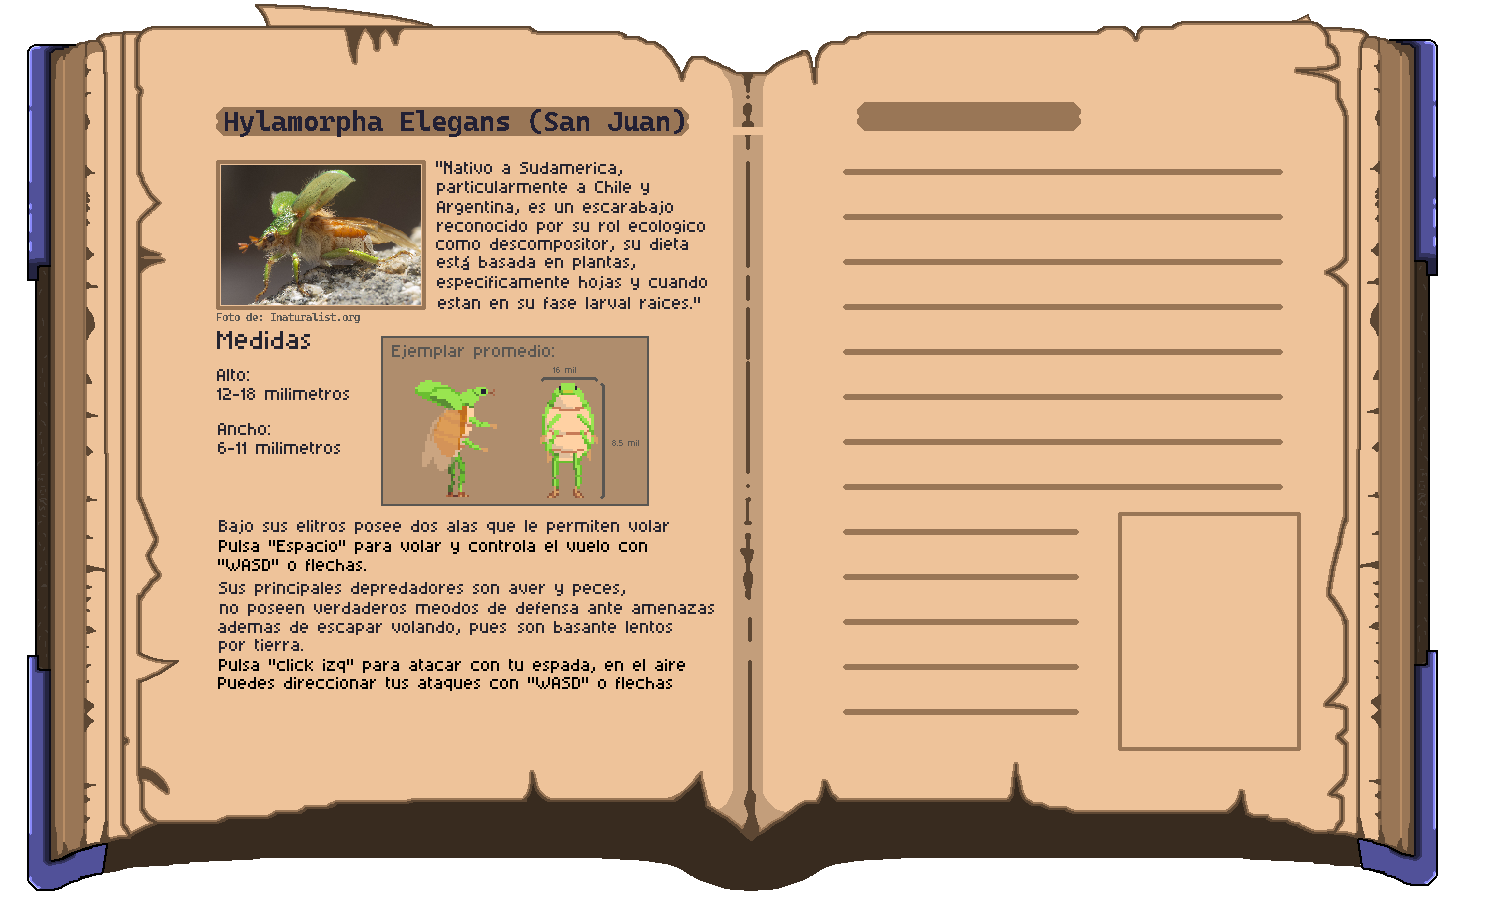 Hylamorpha Elegans (San Juan)
"Nativo a Sudamerica,
particularmente a Chile y
Argentina, es un escarabajo
reconocido por su rol ecologico
como descompositor, su dieta
está basada en plantas,
especificamente hojas y cuando
estan en su fase larval raices."
Foto de: Inaturalist.org
Medidas
Alto:
12-18 milimetros
Ancho:
6-11 milimetros
Ejemplar promedio:
16 mil
8.5 mil
Bajo sus elitros posee dos alas que le permiten volar
Pulsa "Espacio" para volar y controla el vuelo con
"WASD" o flechas.
Sus principales depredadores son aver y peces,
no poseen verdaderos meodos de defensa ante amenazas
ademas de escapar volando, pues son basante lentos
por tierra.
Pulsa "click izq" para atacar con tu espada, en el aire
Puedes direccionar tus ataques con "WASD" o flechas